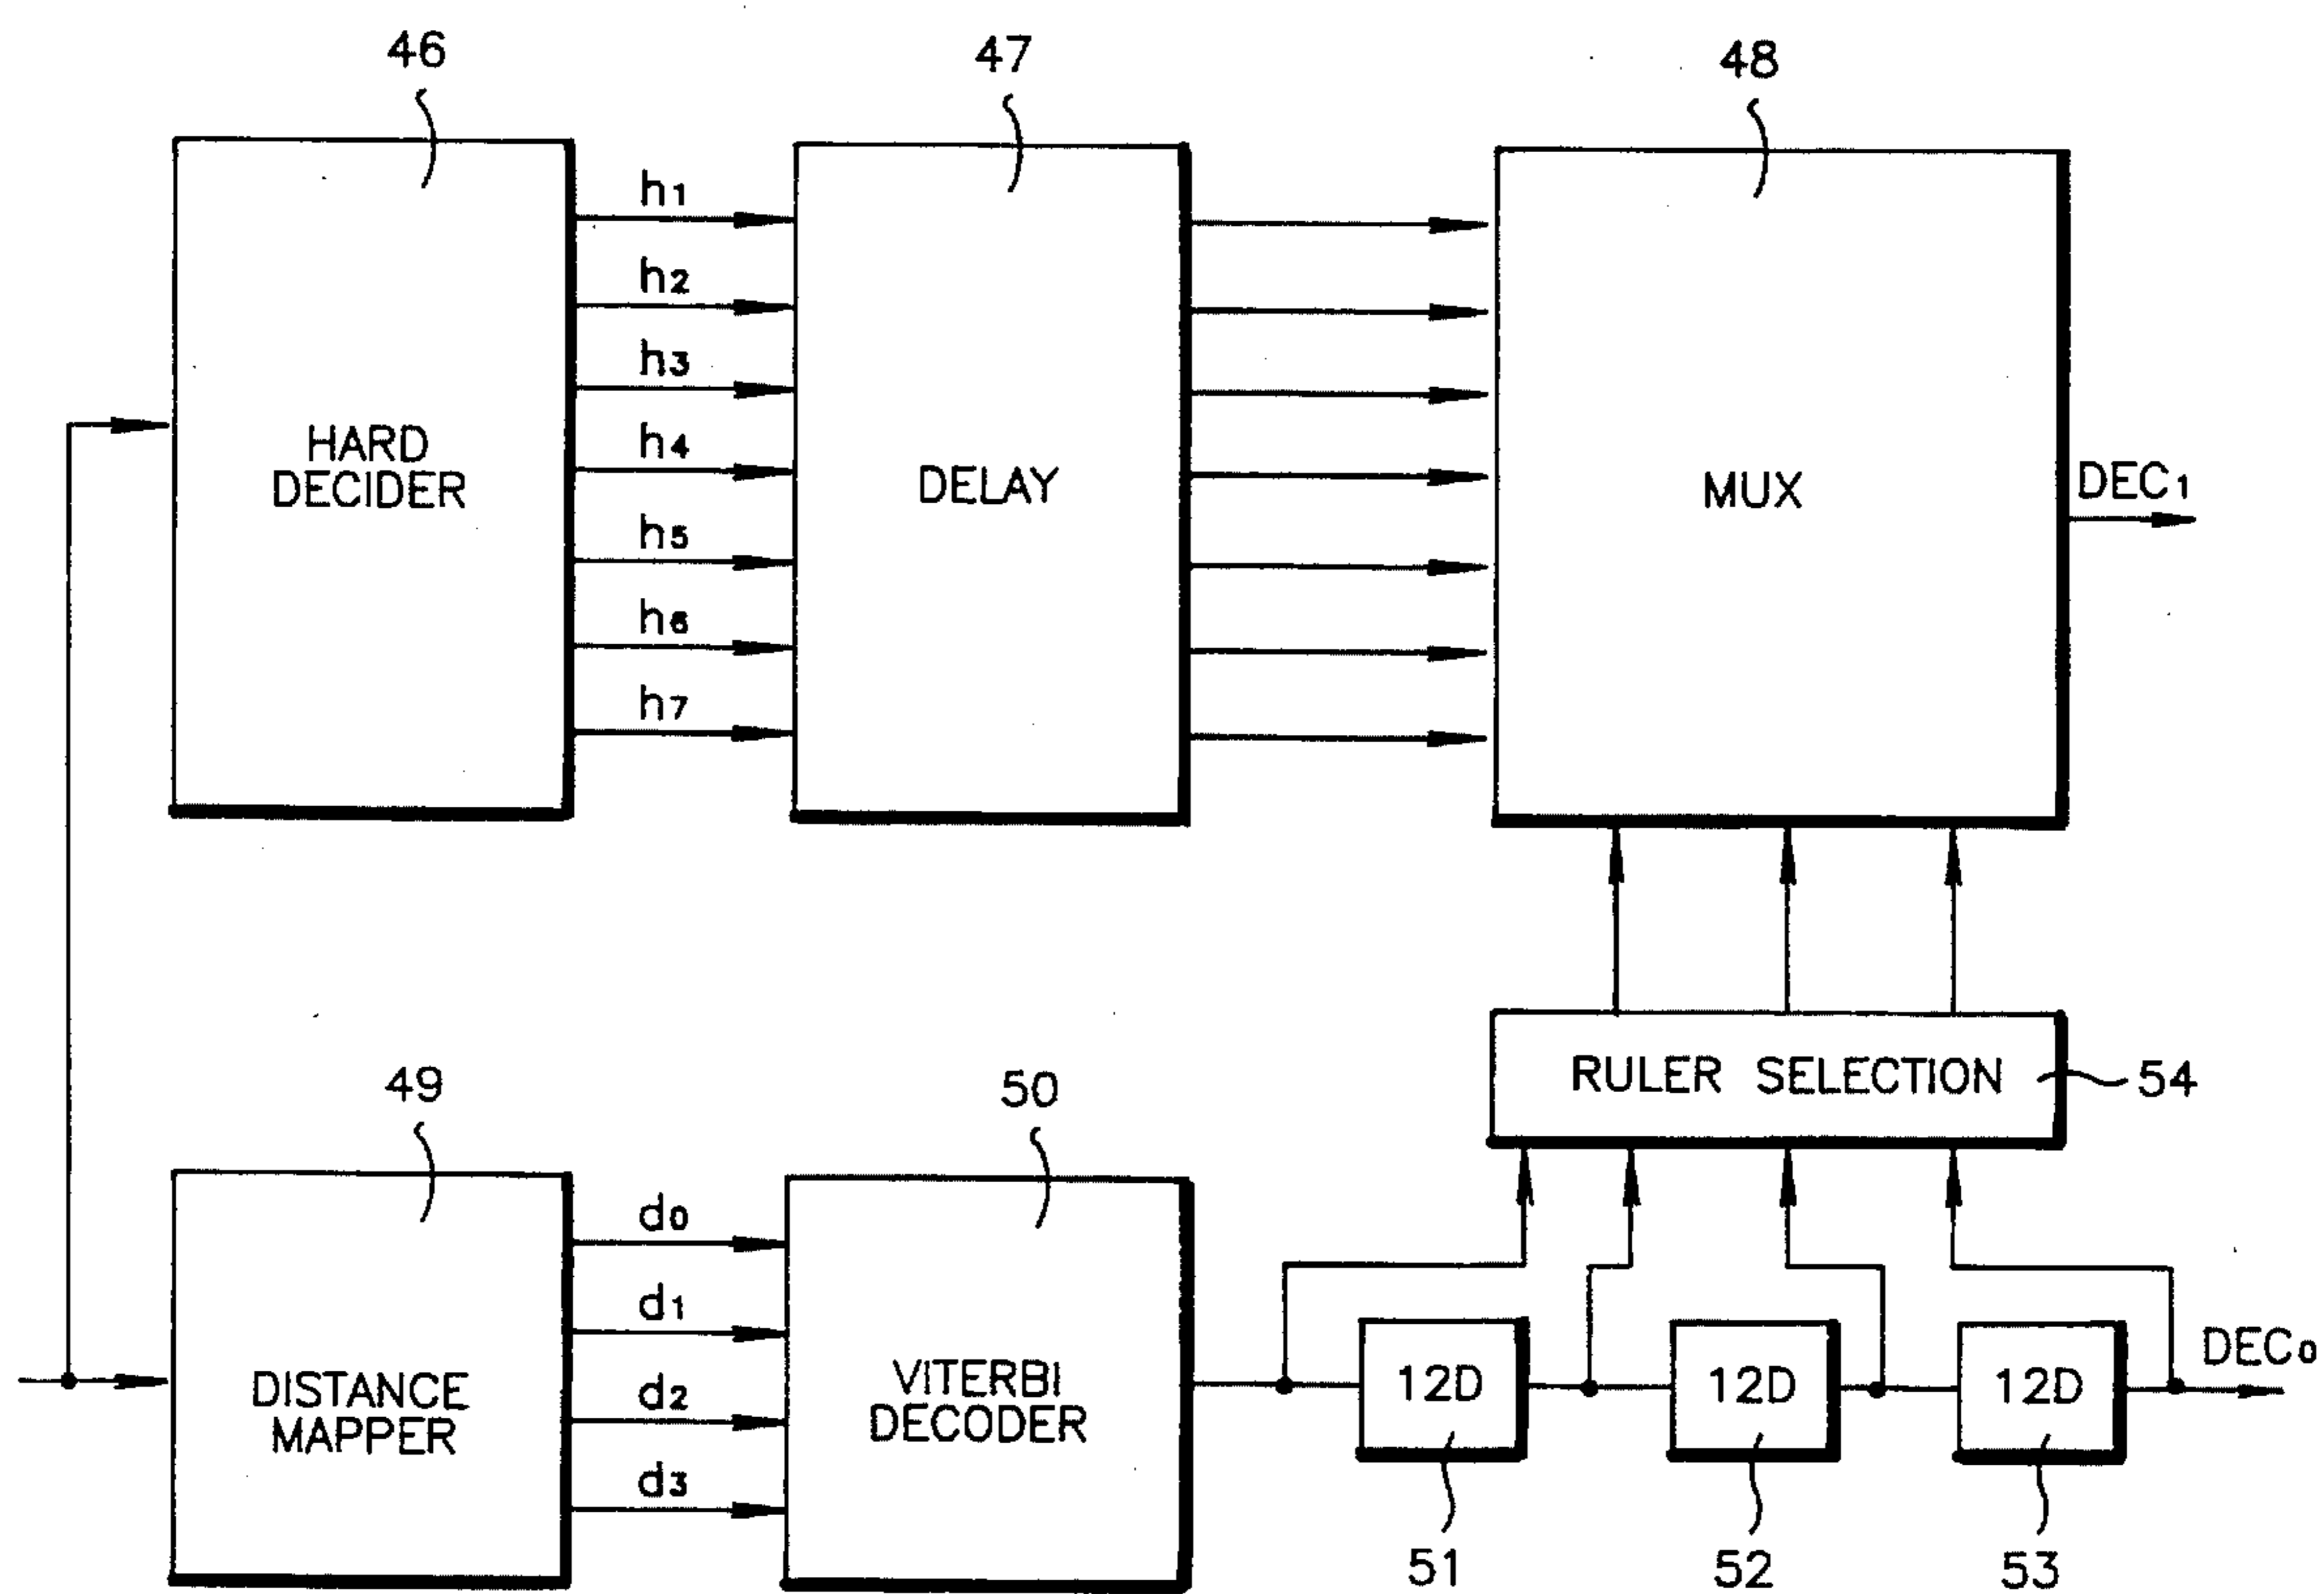 46
47
48
h1
h2
h3
h4
h5
h6
h7
HARD
DECIDER
DELAY
MUX
DEC1
49
50
RULER SELECTION
54
d0
d1
d2
d3
DISTANCE
MAPPER
VITERBI
DECODER
12D
12D
12D
DEC0
51
52
53